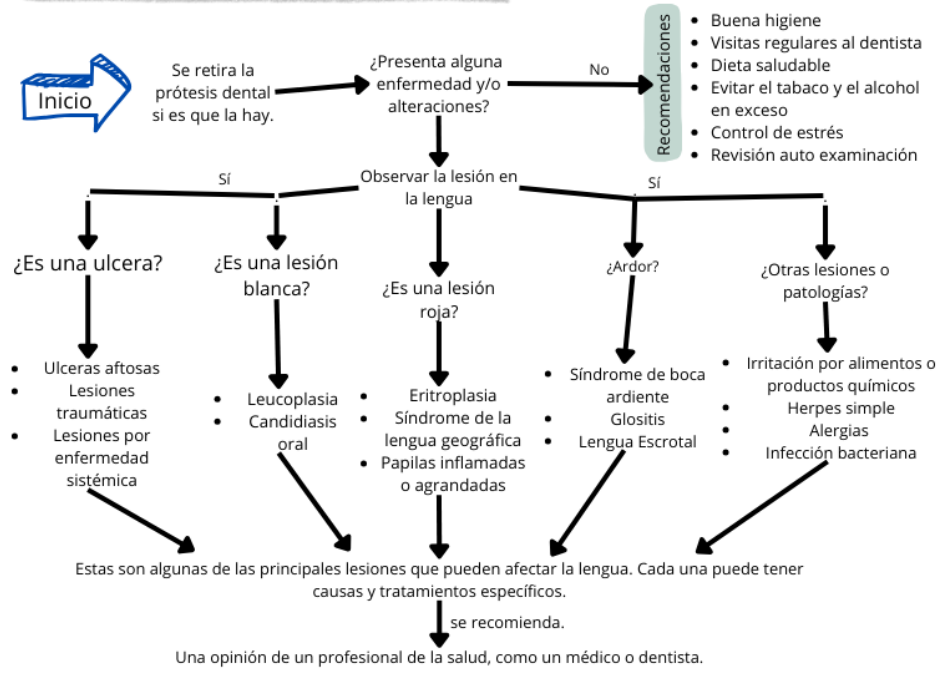 Inicio
Se retira la
prótesis dental
si es que la hay.
¿Presenta alguna
enfermedad y/o
alteraciones?
No
Recomendaciones
• Buena higiene
• Visitas regulares al dentista
• Dieta saludable
• Evitar el tabaco y el alcohol
en exceso
• Control de estrés
• Revisión auto examinación
Observar la lesión en
la lengua
Sí
Sí
¿Es una ulcera?
• Ulceras aftosas
• Lesiones
traumáticas
• Lesiones por
enfermedad
sistémica
¿Es una lesión
blanca?
• Leucoplasia
• Candidiasis
oral
¿Es una lesión
roja?
• Eritroplasia
• Síndrome de la
lengua geográfica
• Papilas inflamadas
o agrandadas
¿Ardor?
• Síndrome de boca
ardiente
• Glositis
• Lengua Escrotal
¿Otras lesiones o
patologías?
• Irritación por alimentos o
productos químicos
• Herpes simple
• Alergias
• Infección bacteriana
Estas son algunas de las principales lesiones que pueden afectar la lengua. Cada una puede tener
causas y tratamientos específicos.
se recomienda.
Una opinión de un profesional de la salud, como un médico o dentista.